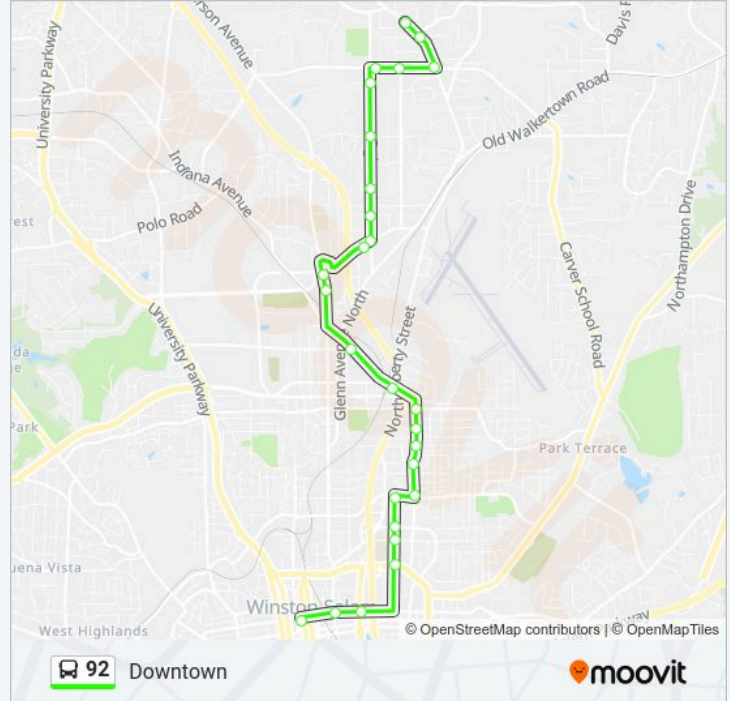 University Parkway
rson Avenue
Davis R
Old Walkertown Road
Indiana Avenue
est
Polo Road
Northampton Drive
Carver School Road
University Parkway
Glenn Avenue North
North Liberty Street
da
e
Park
Park Terrace
uena Vista
Winston-Salem
West Highlands
way
© OpenStreetMap contributors | © OpenMapTiles
92 Downtown
moovit